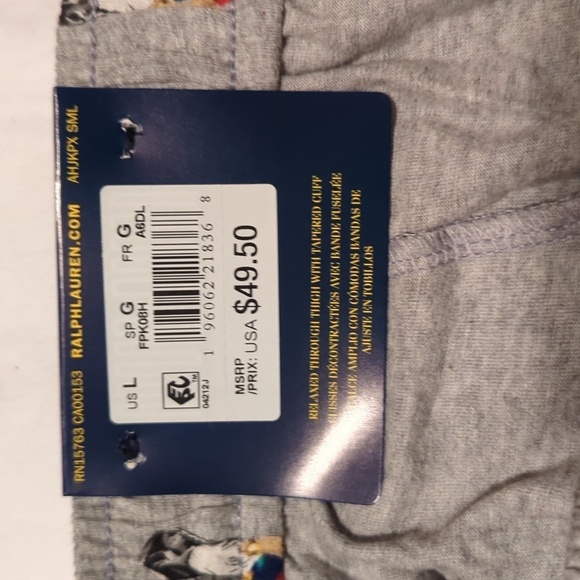 RN15763 CA00153 RALPHLAUREN.COM AHJKPX SML
US L SP G FR G
FPK08H A6DL
1 96062 21836 8
04212J
MSRP
/PRIX: USA $49.50
RELAXED THROUGH THIGH WITH TAPERED CUFF
CUISSES DÉCONTRACTÉES AVEC BANDE FUSELÉE
CALCE AMPLIO CON CÓMODAS BANDAS DE
AJUSTE EN TOBILLOS